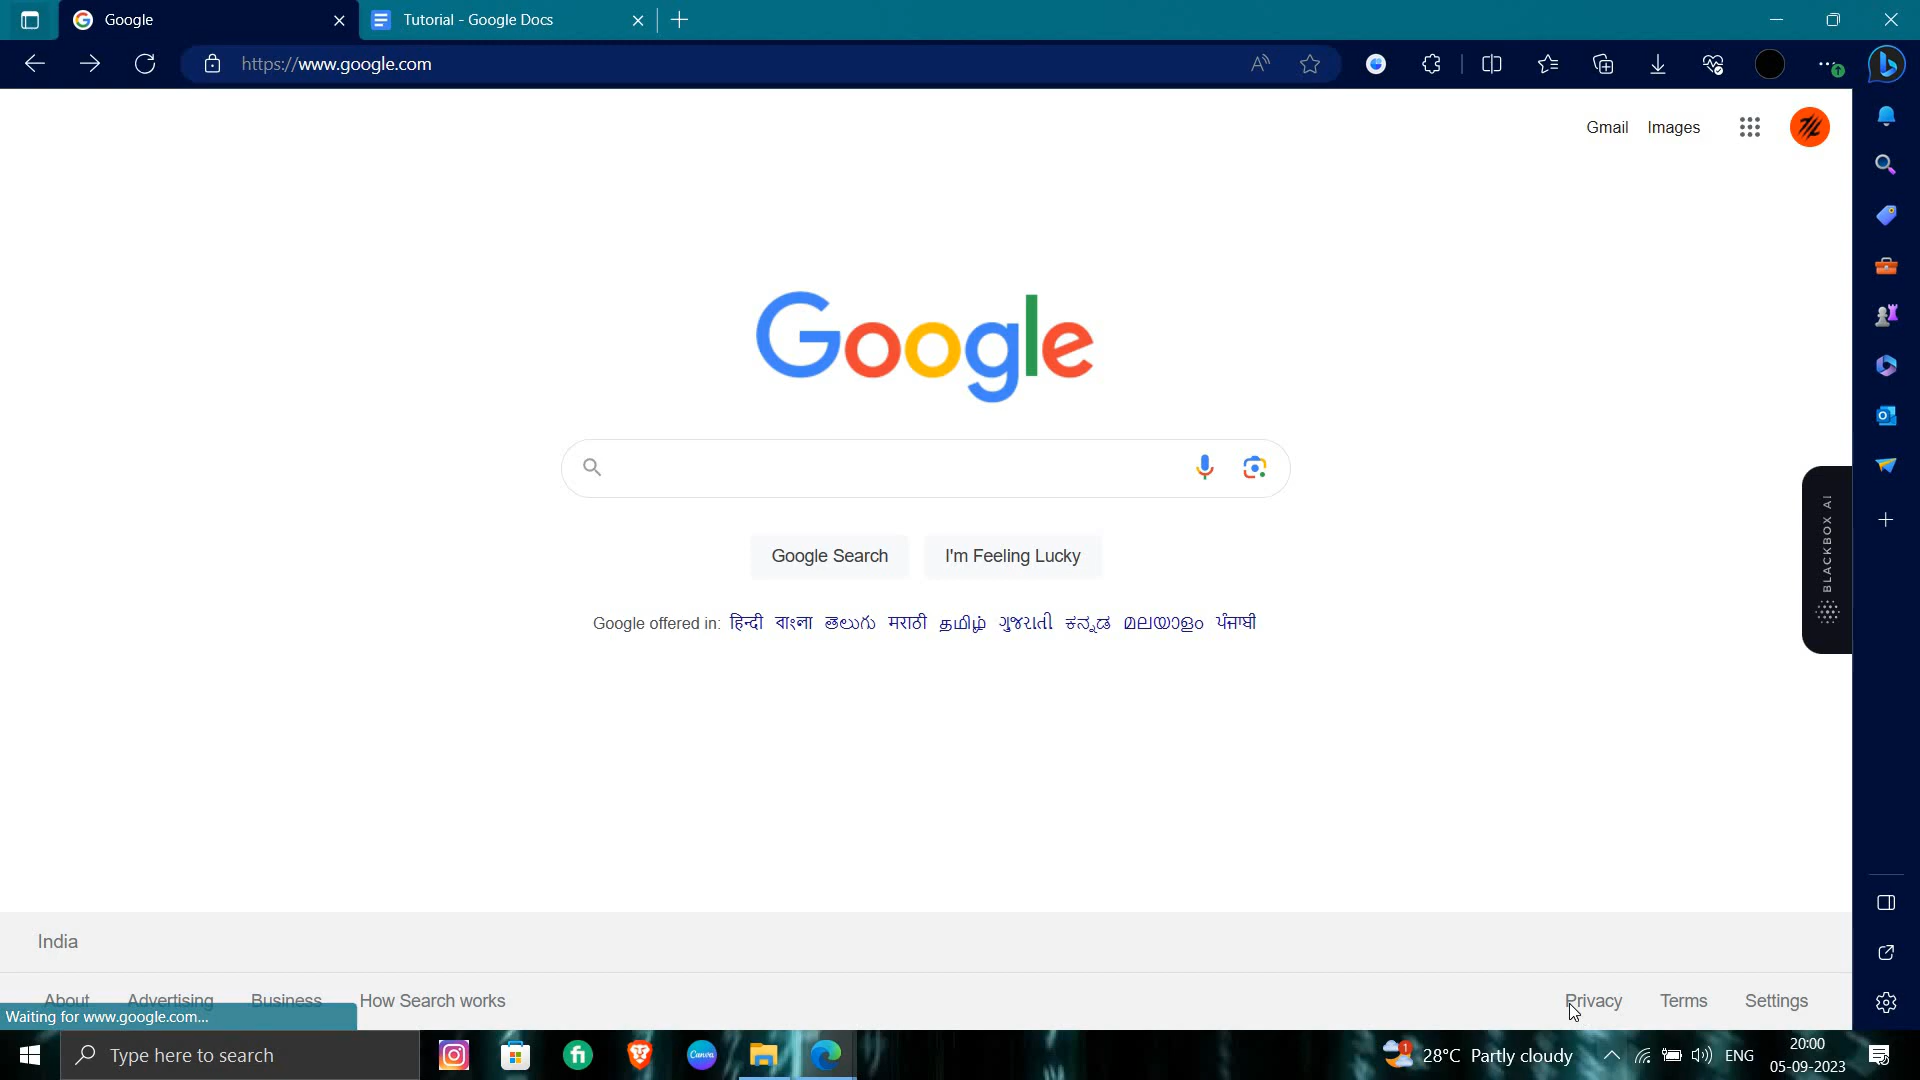 Google
Tutorial - Google Docs
https://www.google.com
Gmail Images
Google
Google Search
I'm Feeling Lucky
Google offered in: हिन्दी বাংলা తెలుగు मराठी தமிழ் ગુજરાતી ಕನ್ನಡ മലയാളം ਪੰਜਾਬੀ
BLACKBOX AI
India
About Advertising Business How Search works
Privacy Terms Settings
Waiting for www.google.com...
Type here to search
Canva
1
28°C Partly cloudy
ENG
20:00
05-09-2023